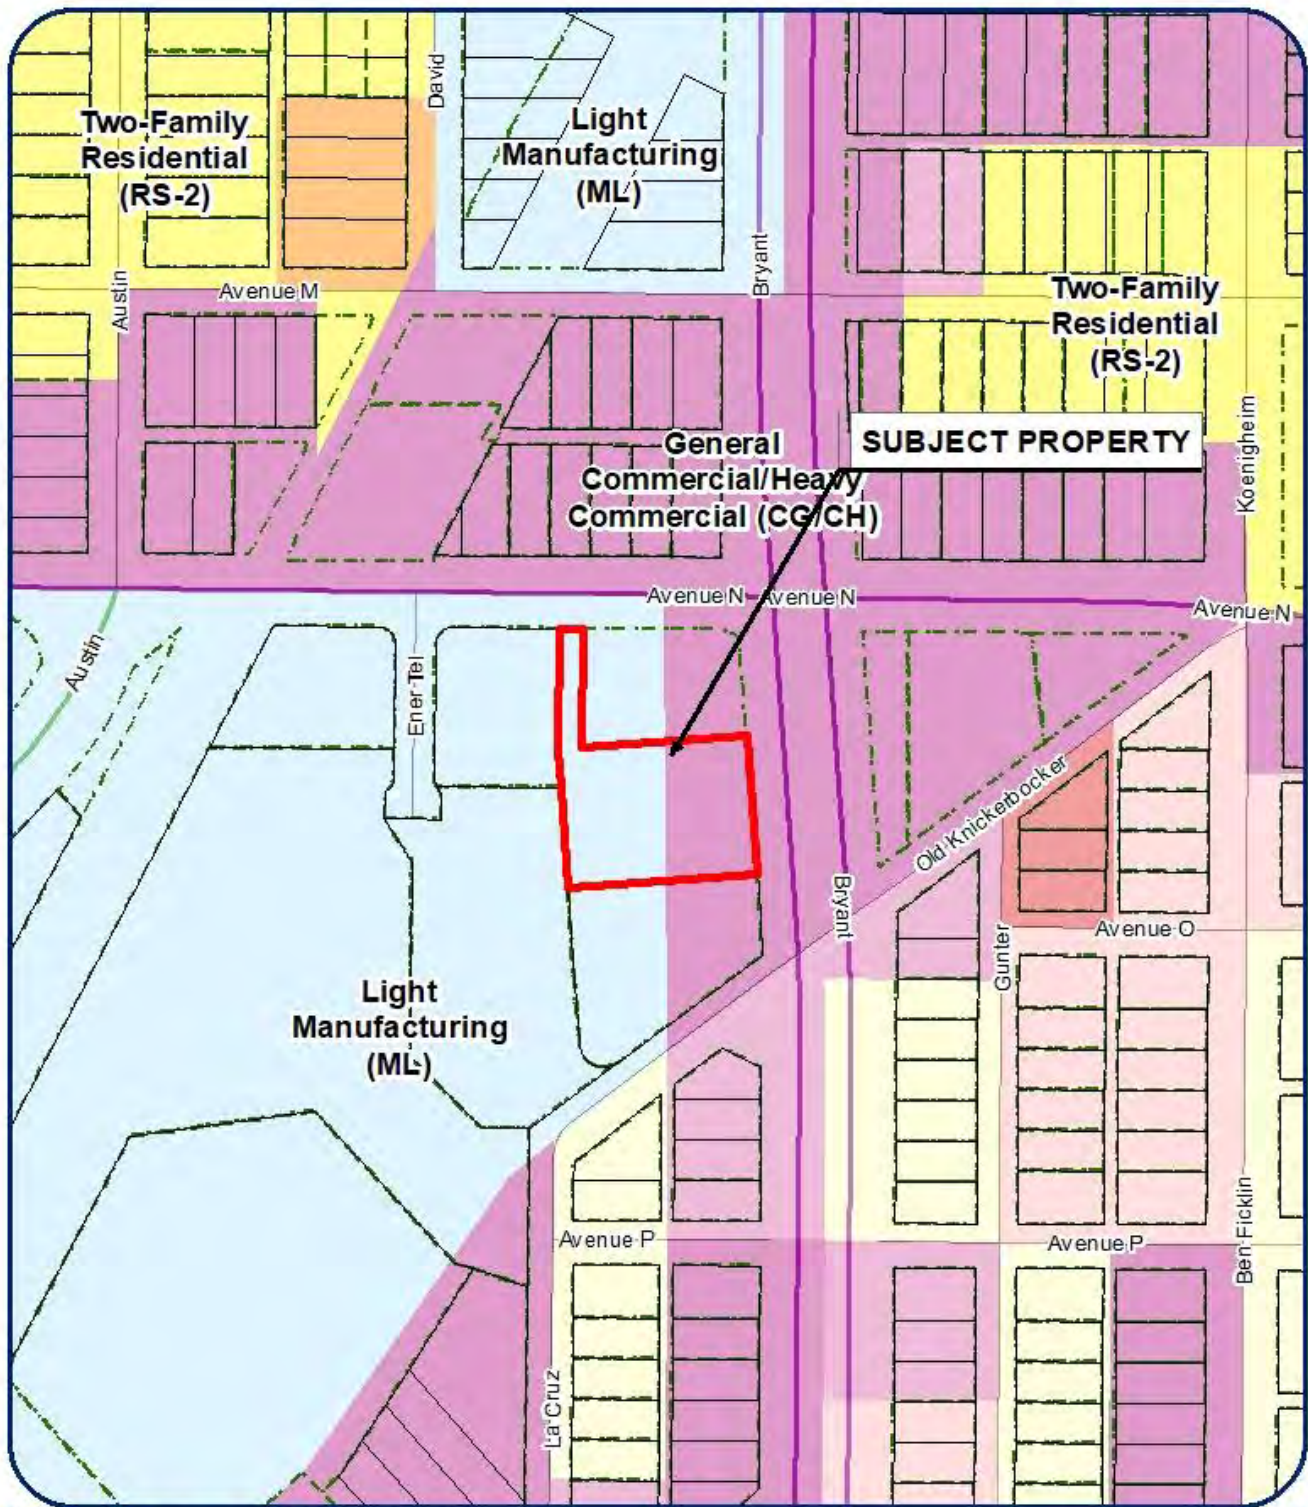 David
Two-Family
Residential
(RS-2)
Light
Manufacturing
(ML)
Bryant
Austin
Avenue M
Two-Family
Residential
(RS-2)
Koenigheim
SUBJECT PROPERTY
General
Commercial/Heavy
Commercial (CG/CH)
Avenue N
Avenue N
Avenue N
Austin
Ener-Tel
Old Knickerbocker
Bryant
Gunter
Avenue O
Light
Manufacturing
(ML)
Avenue P
Avenue P
Ben Ficklin
La Cruz